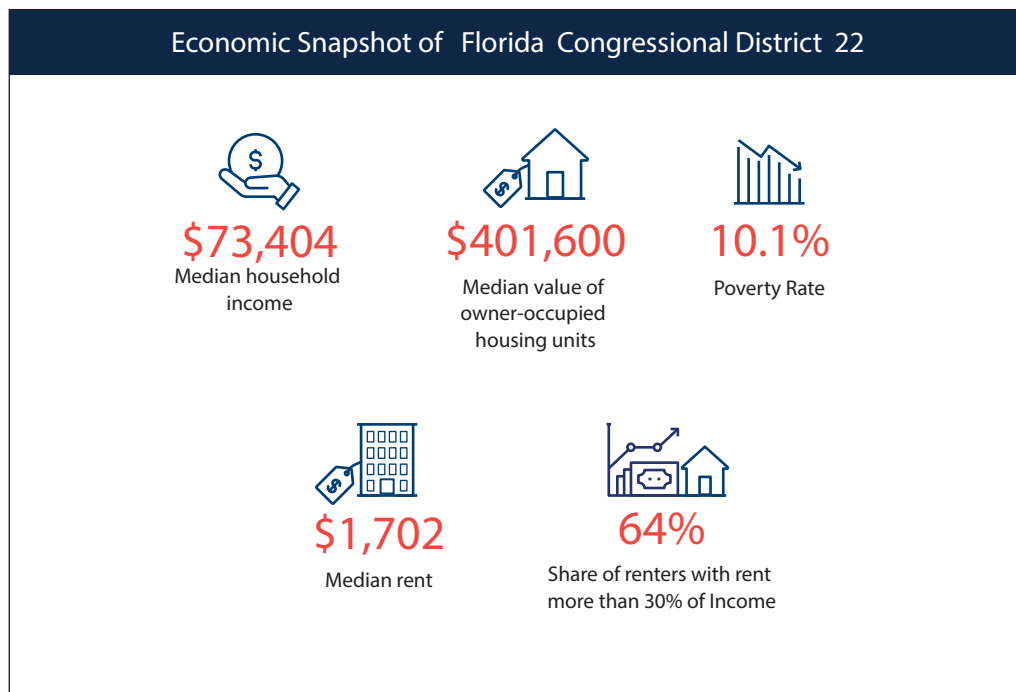 Economic Snapshot of Florida Congressional District 22
$
$
$73,404
Median household
income
$401,600
Median value of
owner-occupied
housing units
10.1%
Poverty Rate
$
$1,702
Median rent
64%
Share of renters with rent
more than 30% of Income